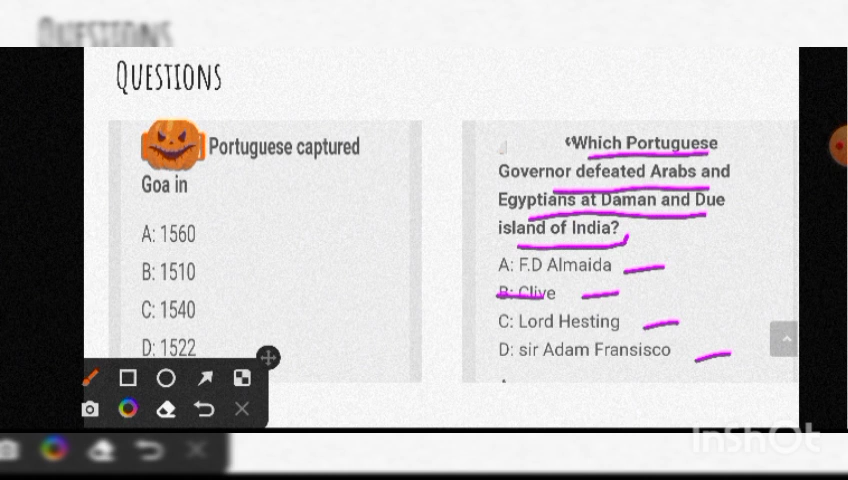 QUESTIONS
QUESTIONS
Portuguese captured
Goa in
A: 1560
B: 1510
C: 1540
D: 1522
“Which Portuguese
Governor defeated Arabs and
Egyptians at Daman and Due
island of India?
A: F.D Almaida
B: Clive
C: Lord Hesting
D: sir Adam Fransisco
InShOt